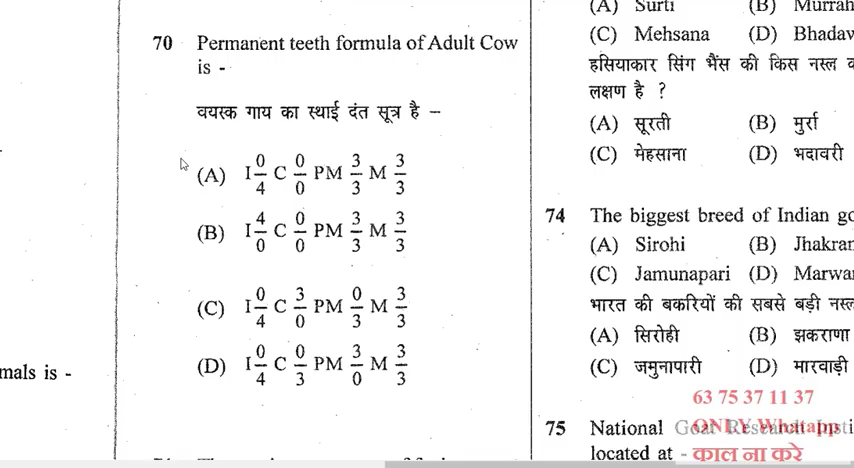 70 Permanent teeth formula of Adult Cow
is -
वयस्क गाय का स्थाई दंत सूत्र है –
(A) I 0/4 C 0/0 PM 3/3 M 3/3
(B) I 4/0 C 0/0 PM 3/3 M 3/3
(C) I 0/4 C 3/0 PM 0/3 M 3/3
(D) I 0/4 C 0/3 PM 3/0 M 3/3
mals is -
(A) Surti (B) Murrah
(C) Mehsana (D) Bhadav
हसियाकार सिंग भैंस की किस नस्ल
लक्षण है ?
(A) सूरती (B) मुर्रा
(C) मेहसाना (D) भदावरी
74 The biggest breed of Indian go
(A) Sirohi (B) Jhakran
(C) Jamunapari (D) Marwa
भारत की बकरियों की सबसे बड़ी नस्ल
(A) सिरोही (B) झकराणा
(C) जमुनापारी (D) मारवाड़ी
63 75 37 11 37
75 National Goat Research Insti
ONLY Whatapp
located at -
काल ना करे